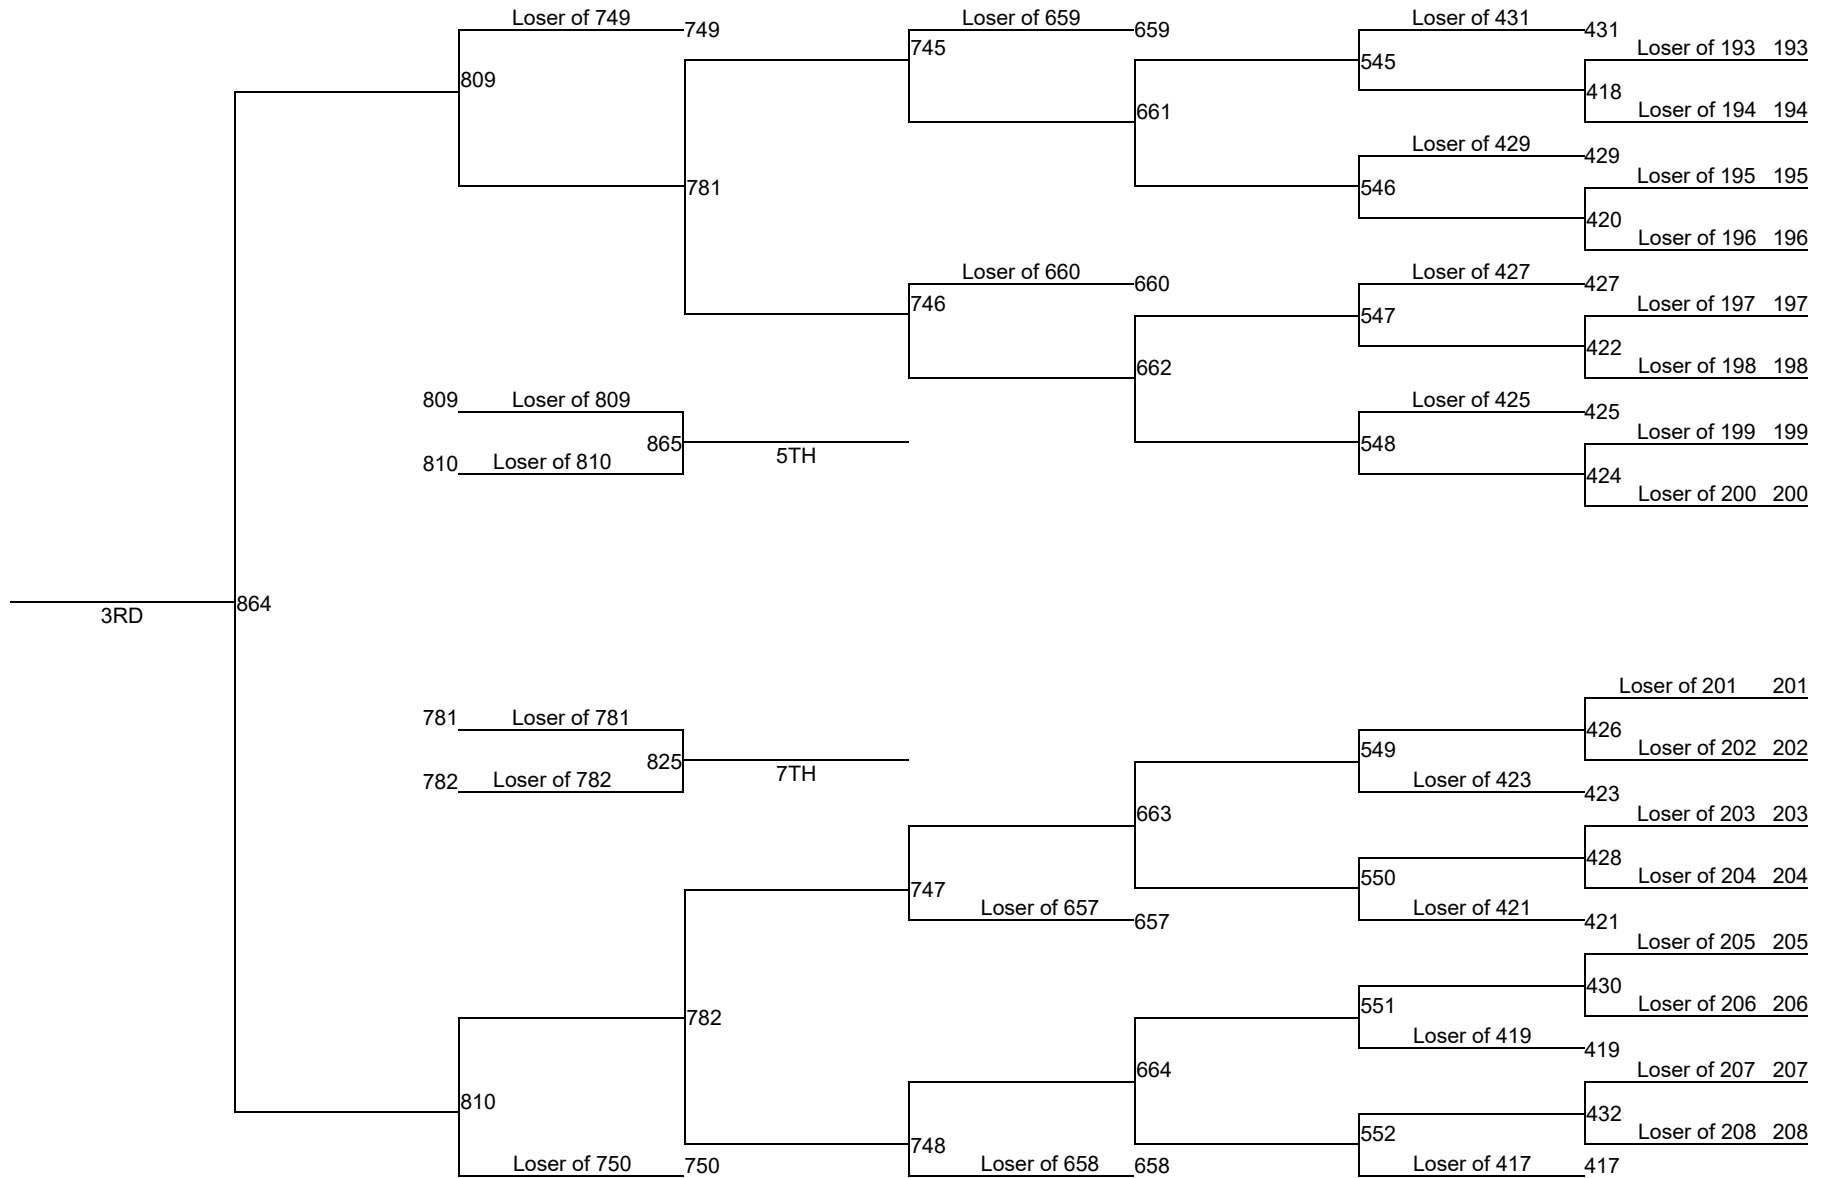 Loser of 749 749
Loser of 659 659
Loser of 431 431
745
Loser of 193 193
545
809
418
661
Loser of 194 194
Loser of 429 429
Loser of 195 195
781
546
420
Loser of 196 196
Loser of 660 660
Loser of 427 427
746
Loser of 197 197
547
422
662
Loser of 198 198
809 Loser of 809
Loser of 425 425
865
5TH
Loser of 199 199
548
810 Loser of 810
424
Loser of 200 200
864
3RD
Loser of 201 201
781 Loser of 781
426
549
Loser of 202 202
825
7TH
782 Loser of 782
Loser of 423 423
663
Loser of 203 203
428
550
Loser of 204 204
747
Loser of 657 657
Loser of 421 421
Loser of 205 205
430
551
Loser of 206 206
782
Loser of 419 419
664
Loser of 207 207
810
432
552
Loser of 208 208
748
Loser of 750 750
Loser of 658 658
Loser of 417 417